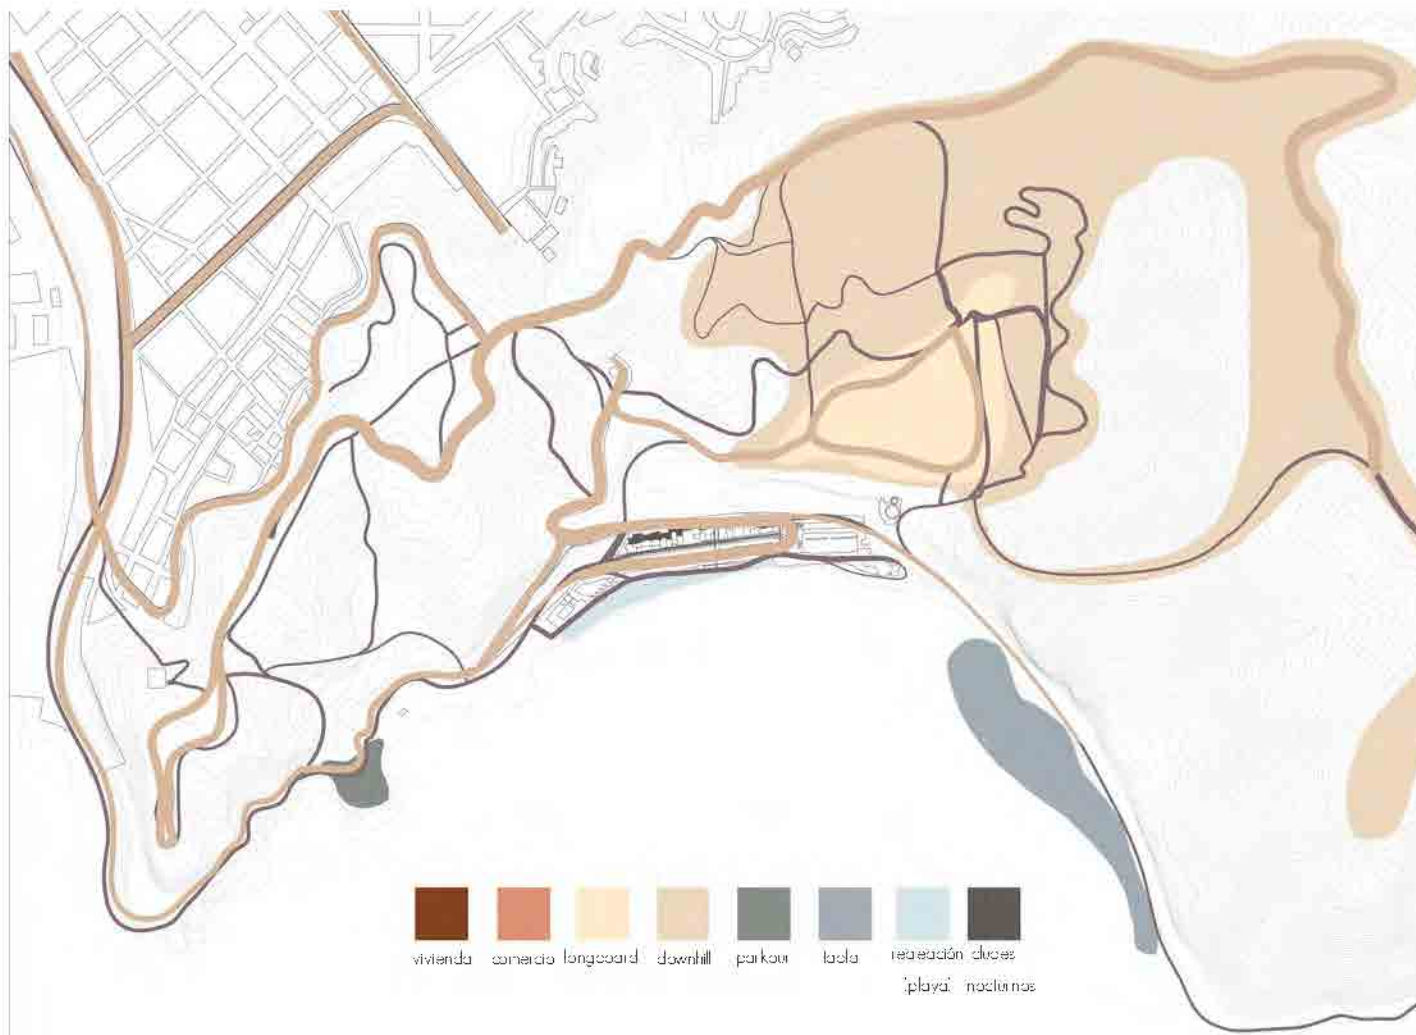 vivienda comercio longboard downhill parkour tabla recreación clubes
(playa) nocturnos